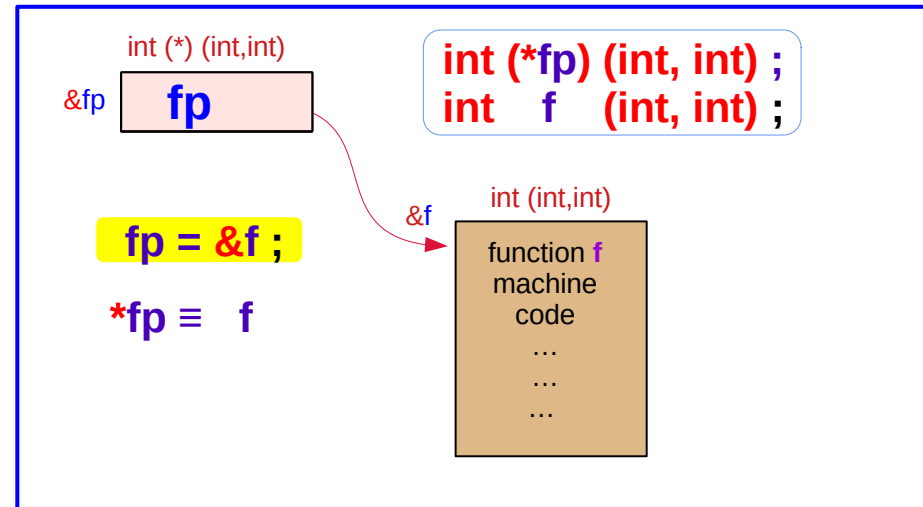 int (*) (int,int)
&fp
fp
int (*fp) (int, int) ;
int f (int, int) ;
fp = &f ;
*fp ≡ f
&f
int (int,int)
function f
machine
code
…
…
…